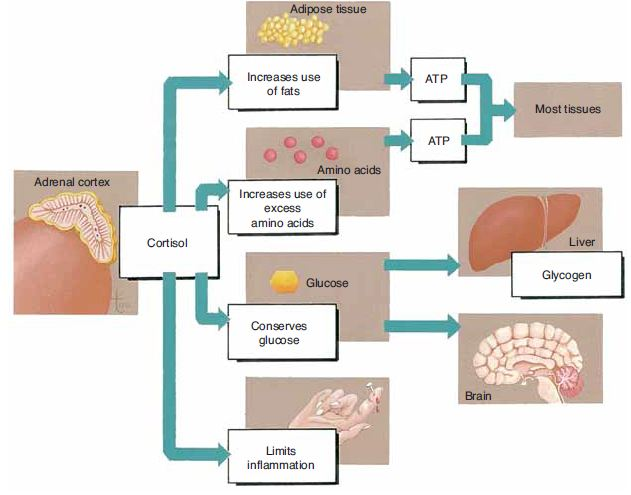 Adipose tissue
Increases use
of fats
ATP
Most tissues
ATP
Amino acids
Increases use of
excess
amino acids
Adrenal cortex
Cortisol
Liver
Glycogen
Glucose
Conserves
glucose
Brain
Limits
inflammation